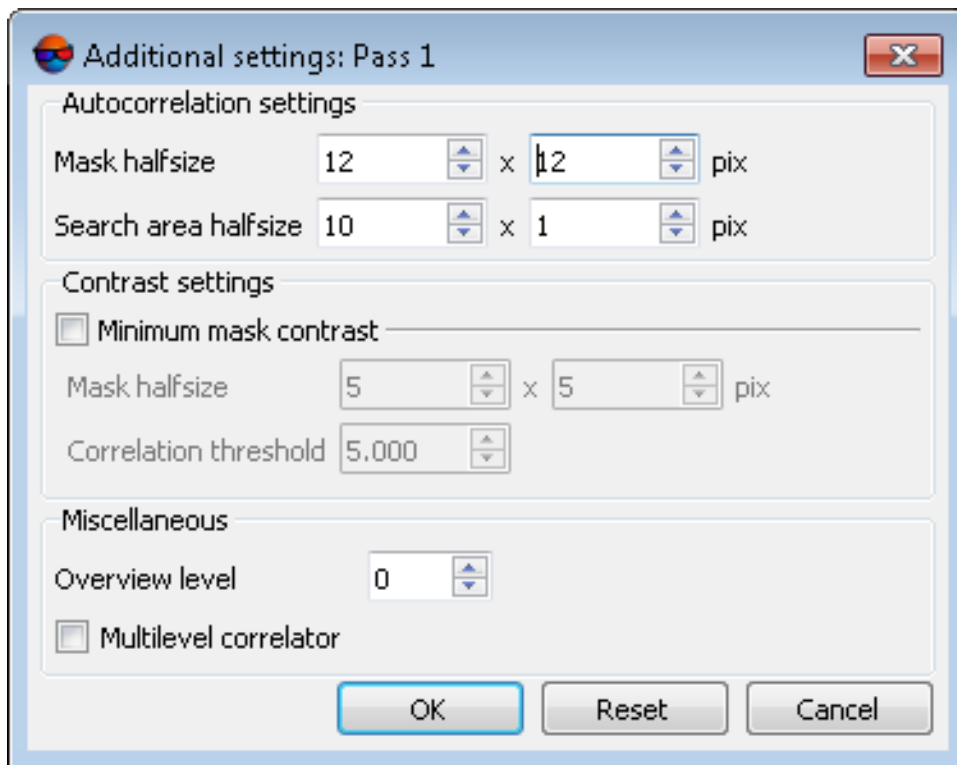 Additional settings: Pass 1
Autocorrelation settings
Mask halfsize 12 x 12 pix
Search area halfsize 10 x 1 pix
Contrast settings
Minimum mask contrast
Mask halfsize 5 x 5 pix
Correlation threshold 5.000
Miscellaneous
Overview level 0
Multilevel correlator
OK Reset Cancel